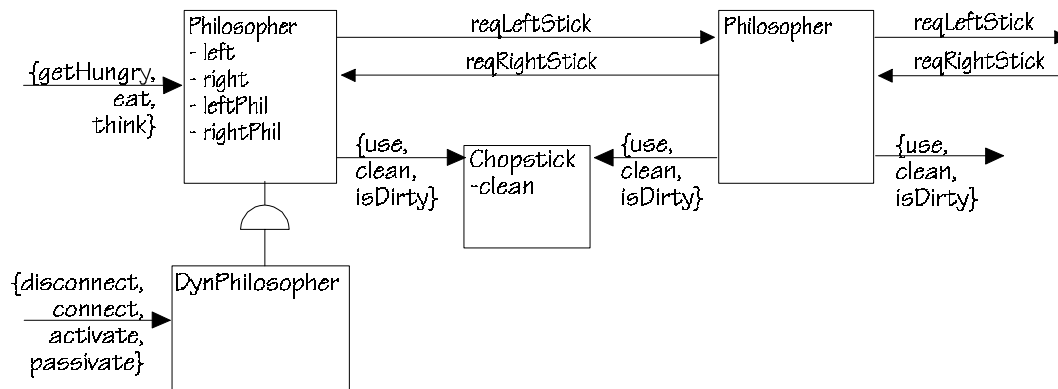 Philosopher
- left
- right
- leftPhil
- rightPhil
{getHungry,
eat,
think}
reqLeftStick
reqRightStick
Philosopher
reqLeftStick
reqRightStick
{use,
clean,
isDirty}
Chopstick
-clean
{use,
clean,
isDirty}
{use,
clean,
isDirty}
DynPhilosopher
{disconnect,
connect,
activate,
passivate}